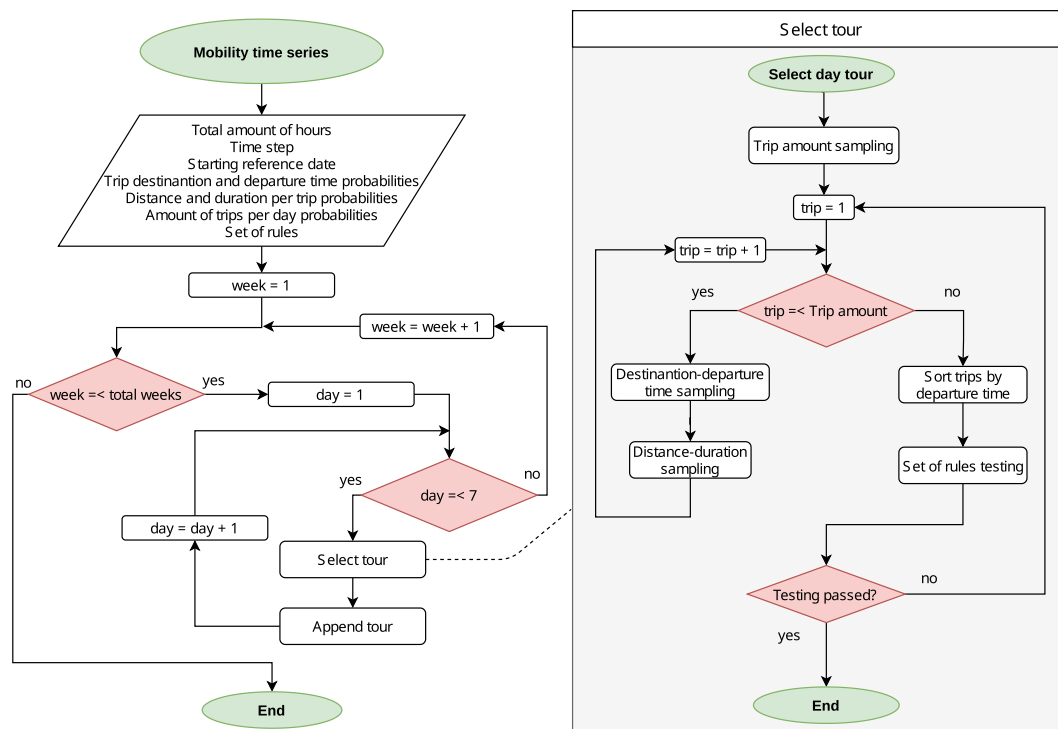 Mobility time series
Total amount of hours
Time step
Starting reference date
Trip destinantion and departure time probabilities
Distance and duration per trip probabilities
Amount of trips per day probabilities
Set of rules
week = 1
week = week + 1
no
week =< total weeks
yes
day = 1
yes
day =< 7
no
day = day + 1
Select tour
Append tour
End
Select tour
Select day tour
Trip amount sampling
trip = 1
trip = trip + 1
yes
trip =< Trip amount
no
Destinantion-departure
time sampling
Distance-duration
sampling
Sort trips by
departure time
Set of rules testing
Testing passed?
no
yes
End